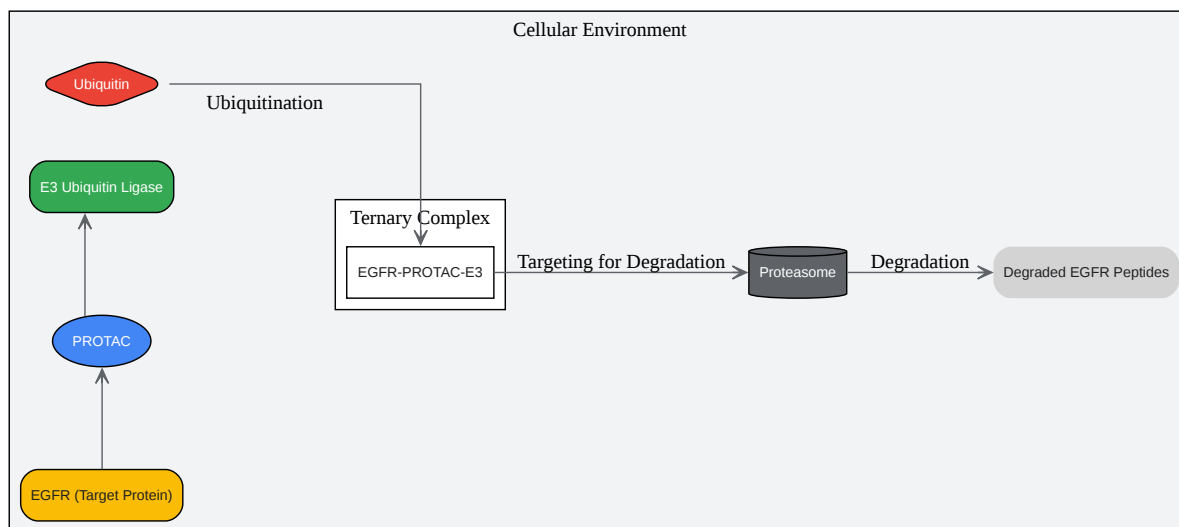 Cellular Environment
Ubiquitin
Ubiquitination
E3 Ubiquitin Ligase
Ternary Complex
EGFR-PROTAC-E3
Targeting for Degradation
Proteasome
Degradation
Degraded EGFR Peptides
PROTAC
EGFR (Target Protein)